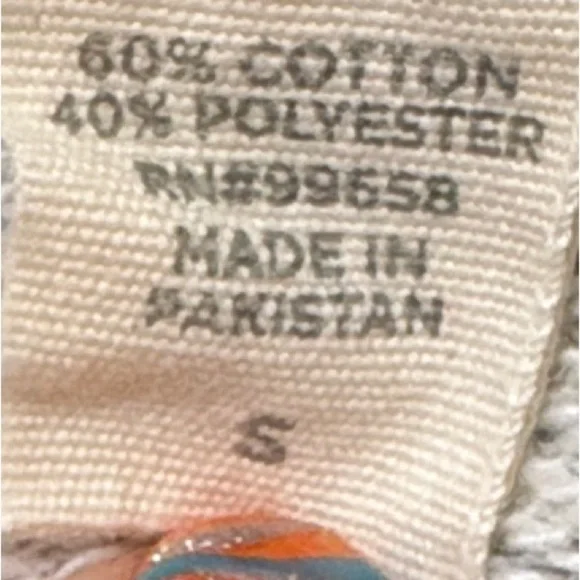 60% COTTON
40% POLYESTER
RN#99658
MADE IN
PAKISTAN
S